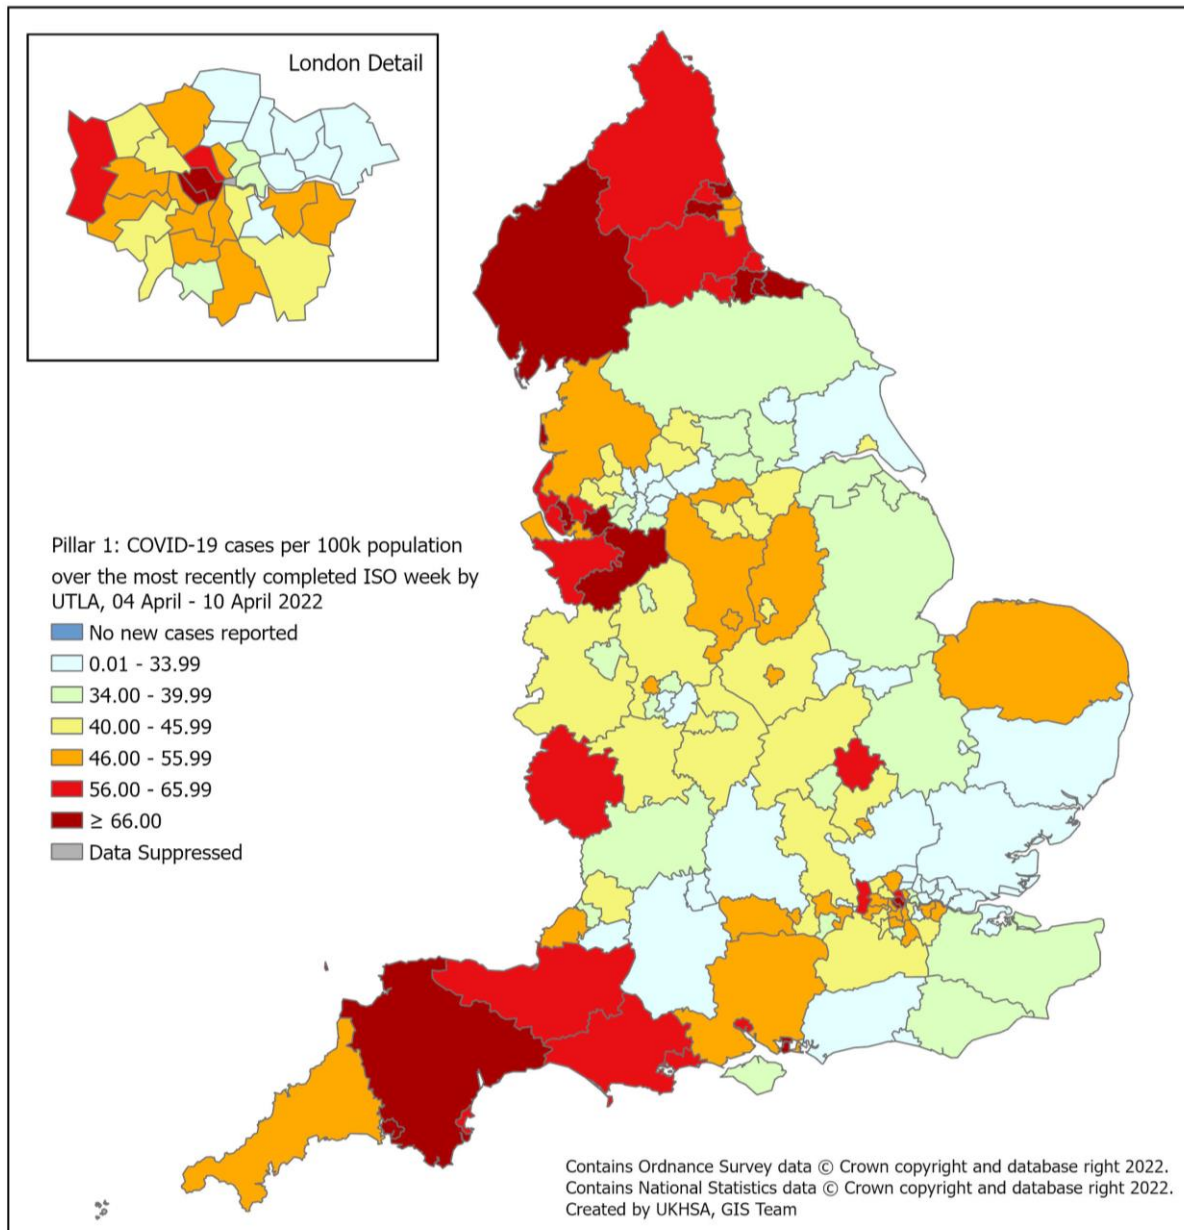 London Detail
Pillar 1: COVID-19 cases per 100k population
over the most recently completed ISO week by
UTLA, 04 April - 10 April 2022
No new cases reported
0.01 - 33.99
34.00 - 39.99
40.00 - 45.99
46.00 - 55.99
56.00 - 65.99
≥ 66.00
Data Suppressed
Contains Ordnance Survey data © Crown copyright and database right 2022.
Contains National Statistics data © Crown copyright and database right 2022.
Created by UKHSA, GIS Team